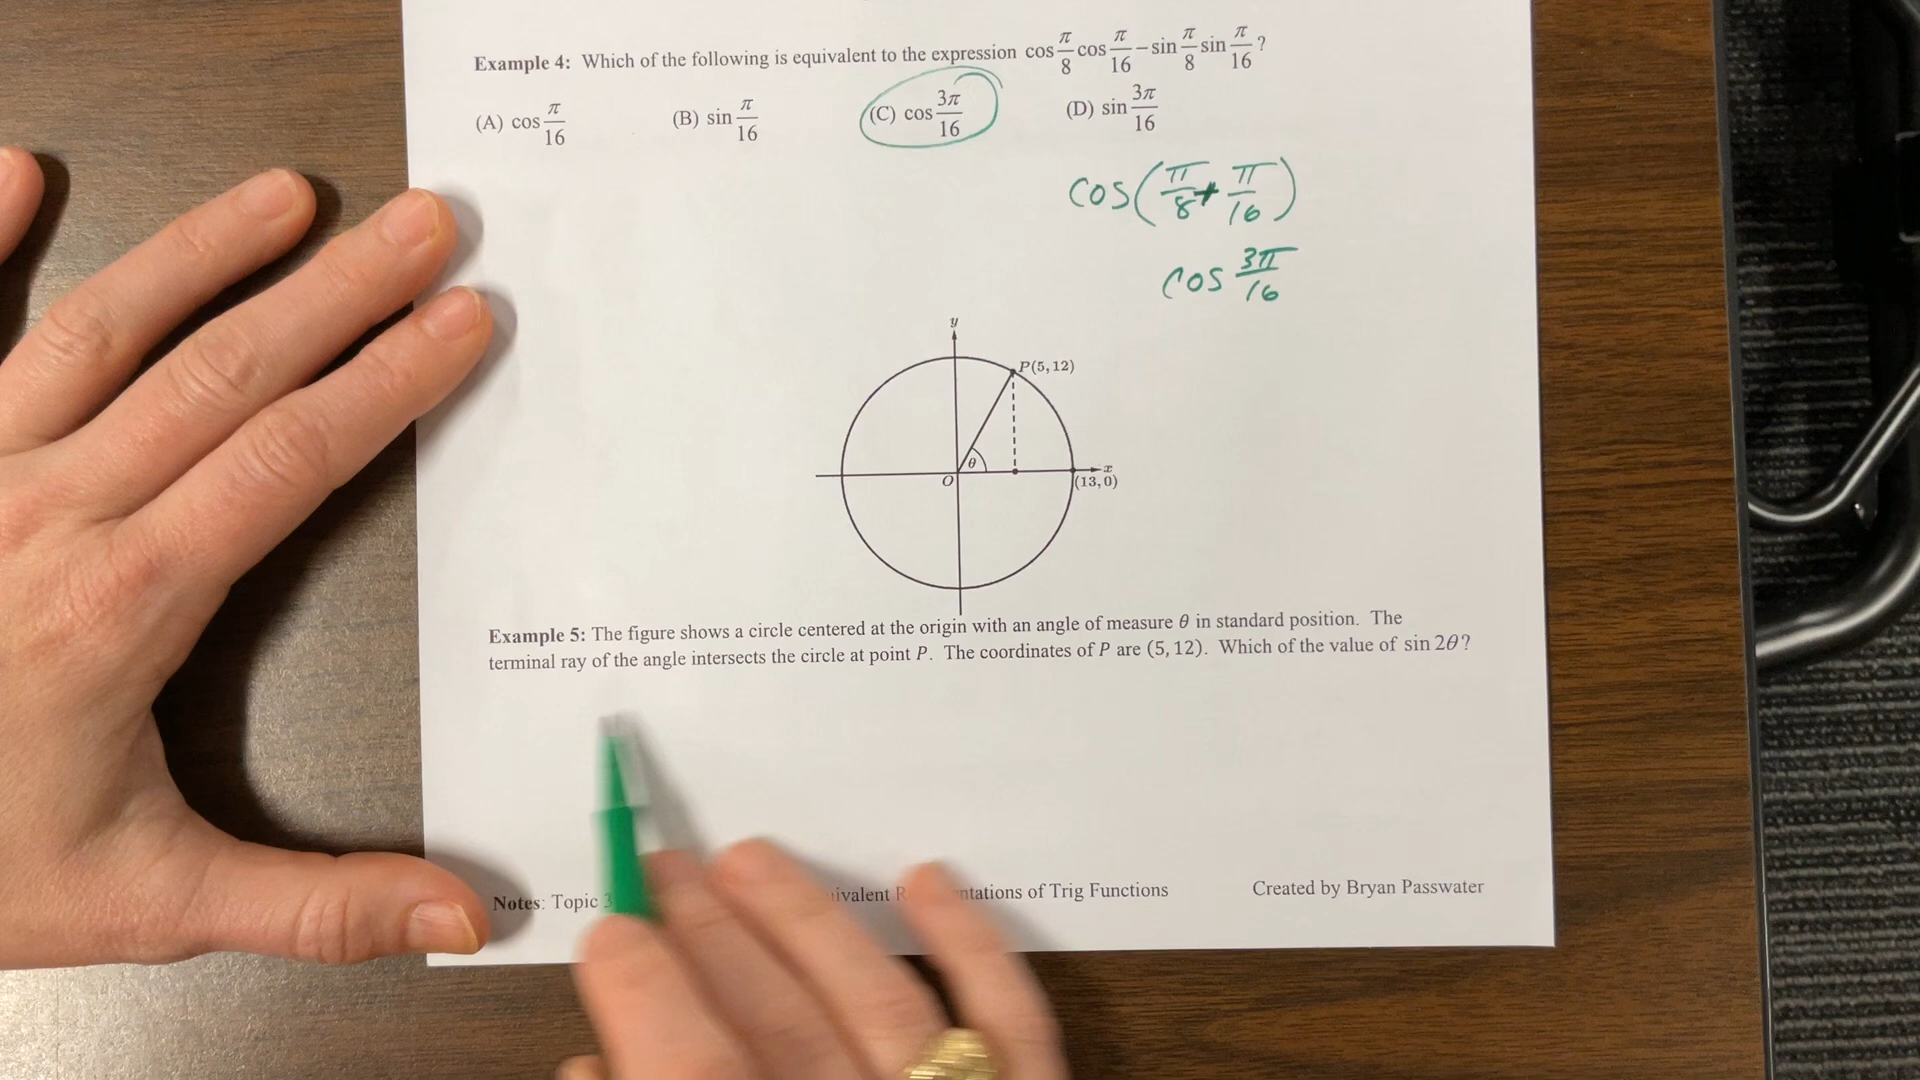 Example 4: Which of the following is equivalent to the expression cos π/8 cos π/16 − sin π/8 sin π/16 ?
(A) cos π/16 (B) sin π/16 (C) cos 3π/16 (D) sin 3π/16
cos(π/8 + π/16)
cos 3π/16
y
P(5,12)
θ
x
O
(13,0)
Example 5: The figure shows a circle centered at the origin with an angle of measure θ in standard position. The
terminal ray of the angle intersects the circle at point P. The coordinates of P are (5, 12). Which of the value of sin 2θ?
Notes: Topic of Trig Functions Created by Bryan Passwater